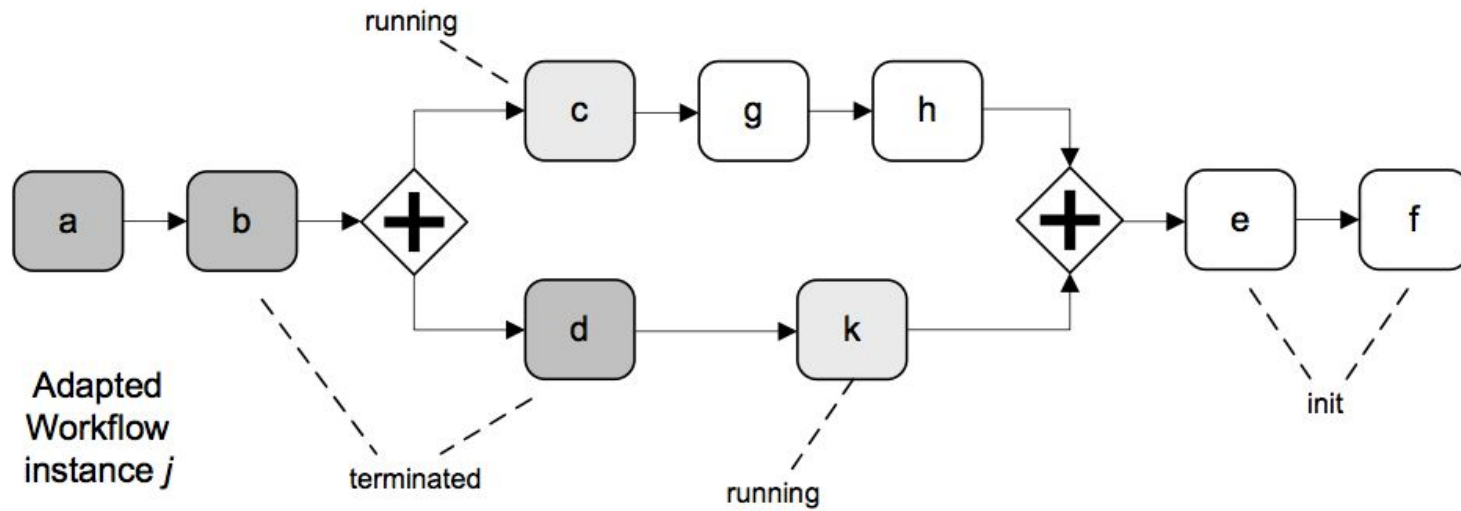 running
c
g
h
a
b
e
f
d
k
Adapted
Workflow
instance j
init
terminated
running